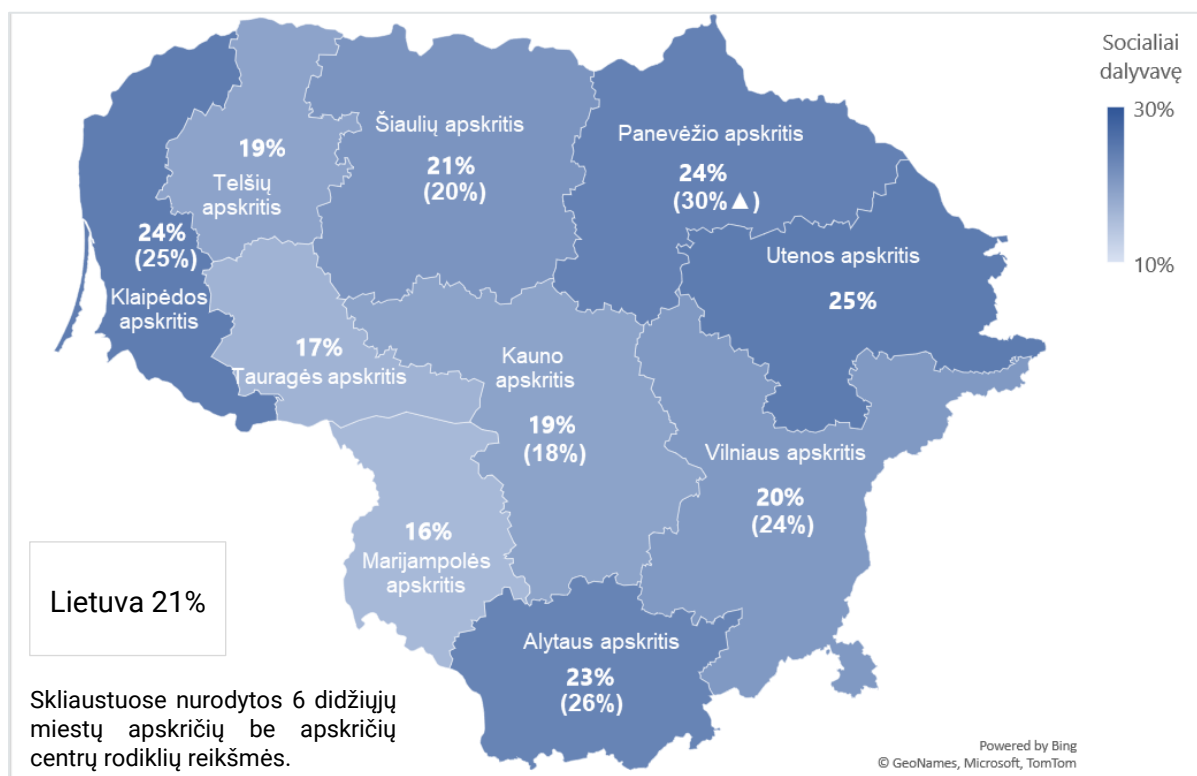 Socialiai
dalyvavę
30%
10%
Šiaulių apskritis
21%
(20%)
Panevėžio apskritis
24%
(30%▲)
19%
Telšių
apskritis
24%
(25%)
Klaipėdos
apskritis
Utenos apskritis
25%
17%
Tauragės apskritis
Kauno
apskritis
19%
(18%)
Vilniaus apskritis
20%
(24%)
16%
Marijampolės
apskritis
Alytaus apskritis
23%
(26%)
Lietuva 21%
Skliaustuose nurodytos 6 didžiųjų
miestų apskričių be apskričių
centrų rodiklių reikšmės.
Powered by Bing
© GeoNames, Microsoft, TomTom